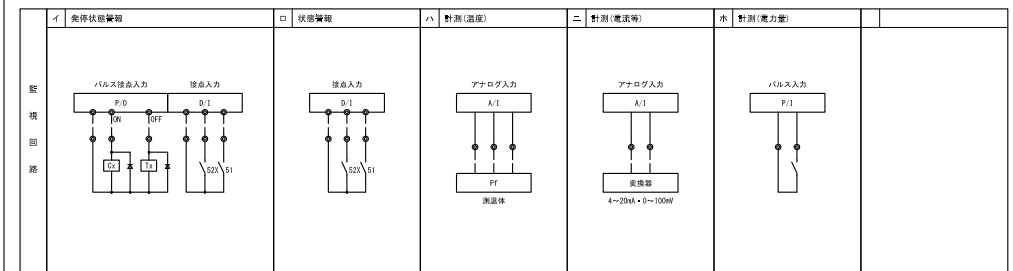 イ 発停状態警報
ロ 状態警報
ハ 計測(温度)
ニ 計測(電流等)
ホ 計測(電力量)
監視回路
パルス接点入力 接点入力
P/O D/I
ON OFF
Cx Tx 52X 51
接点入力
D/I
52X 51
アナログ入力
A/I
Pf
測温体
アナログ入力
A/I
変換器
4～20mA・0～100mV
パルス入力
P/I